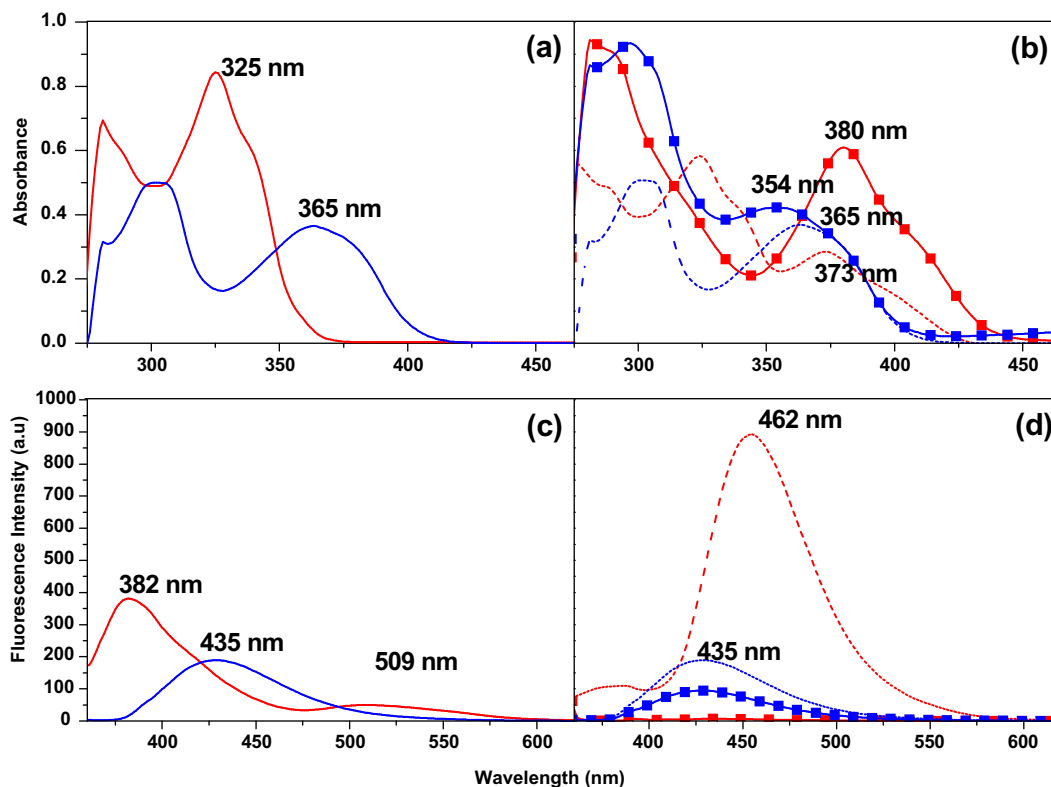 1.0
0.8
0.6
0.4
0.2
0.0
Absorbance
(a)
325 nm
365 nm
300
350
400
450
(b)
380 nm
354 nm
365 nm
373 nm
300
350
400
450
1000
900
800
700
600
500
400
300
200
100
0
Fluorescence Intensity (a.u)
(c)
382 nm
435 nm
509 nm
400
450
500
550
600
(d)
462 nm
435 nm
400
450
500
550
600
Wavelength (nm)